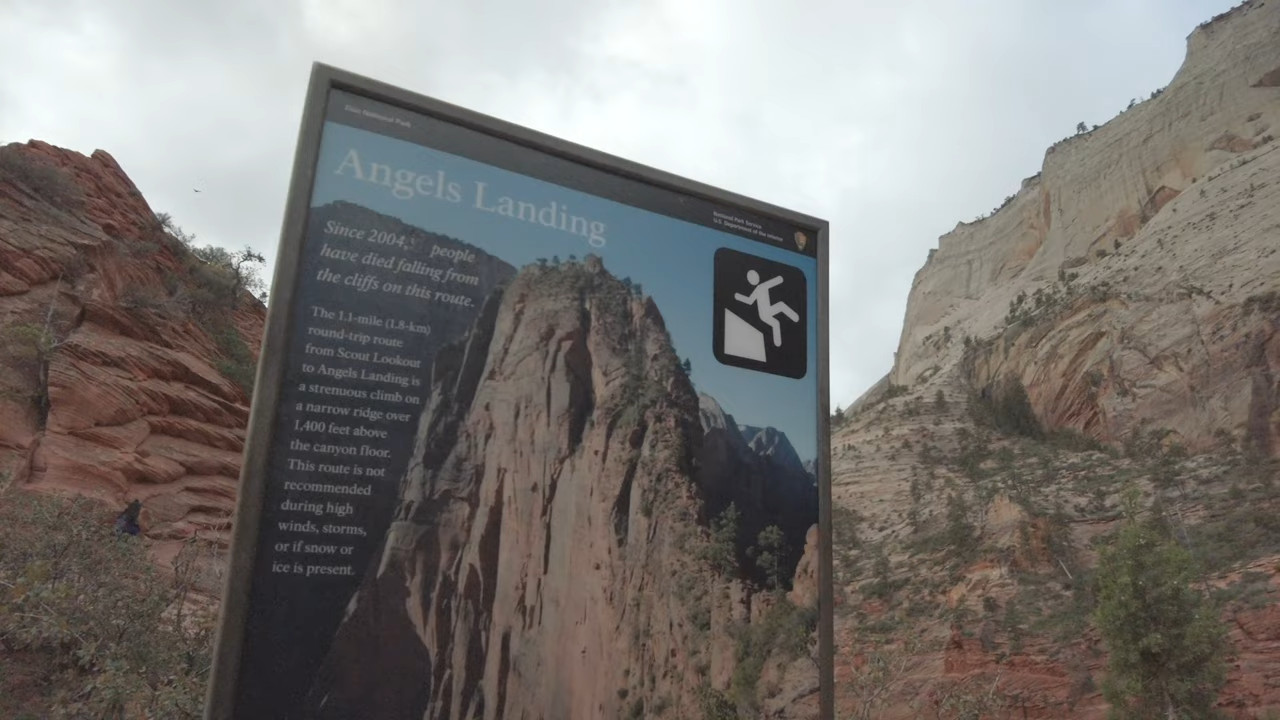 Zion National Park
Angels Landing
National Park Service
U.S. Department of the Interior
Since 2004, people
have died falling from
the cliffs on this route.
The 1.1-mile (1.8-km)
round-trip route
from Scout Lookout
to Angels Landing is
a strenuous climb on
a narrow ridge over
1,400 feet above
the canyon floor.
This route is not
recommended
during high
winds, storms,
or if snow or
ice is present.